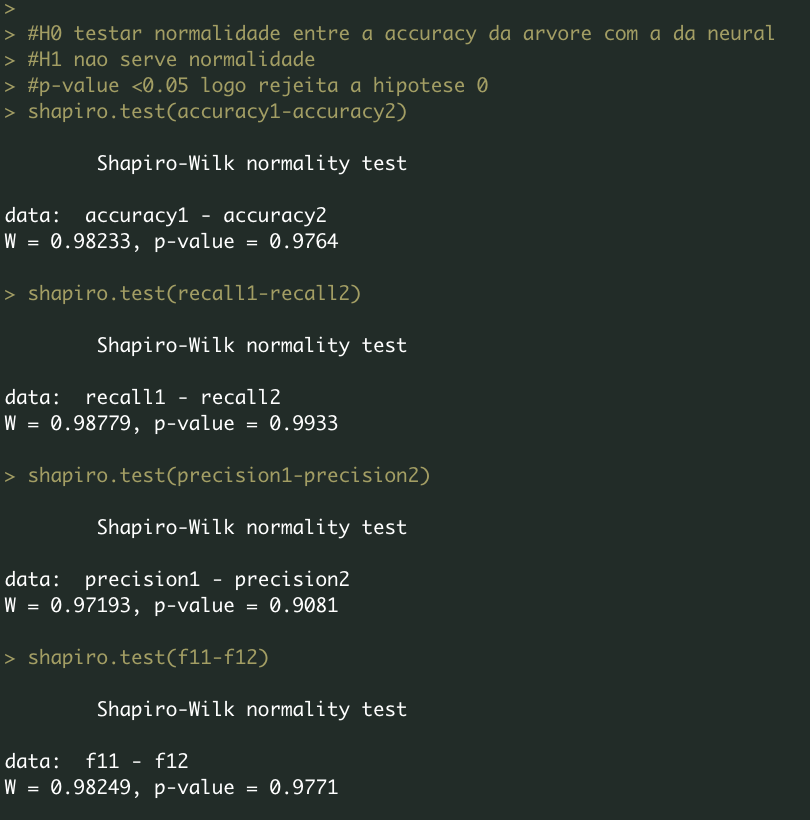 >
> #H0 testar normalidade entre a accuracy da arvore com a da neural
> #H1 nao serve normalidade
> #p-value <0.05 logo rejeita a hipotese 0
> shapiro.test(accuracy1-accuracy2)
Shapiro-Wilk normality test
data:  accuracy1 - accuracy2
W = 0.98233, p-value = 0.9764
> shapiro.test(recall1-recall2)
Shapiro-Wilk normality test
data:  recall1 - recall2
W = 0.98779, p-value = 0.9933
> shapiro.test(precision1-precision2)
Shapiro-Wilk normality test
data:  precision1 - precision2
W = 0.97193, p-value = 0.9081
> shapiro.test(f11-f12)
Shapiro-Wilk normality test
data:  f11 - f12
W = 0.98249, p-value = 0.9771